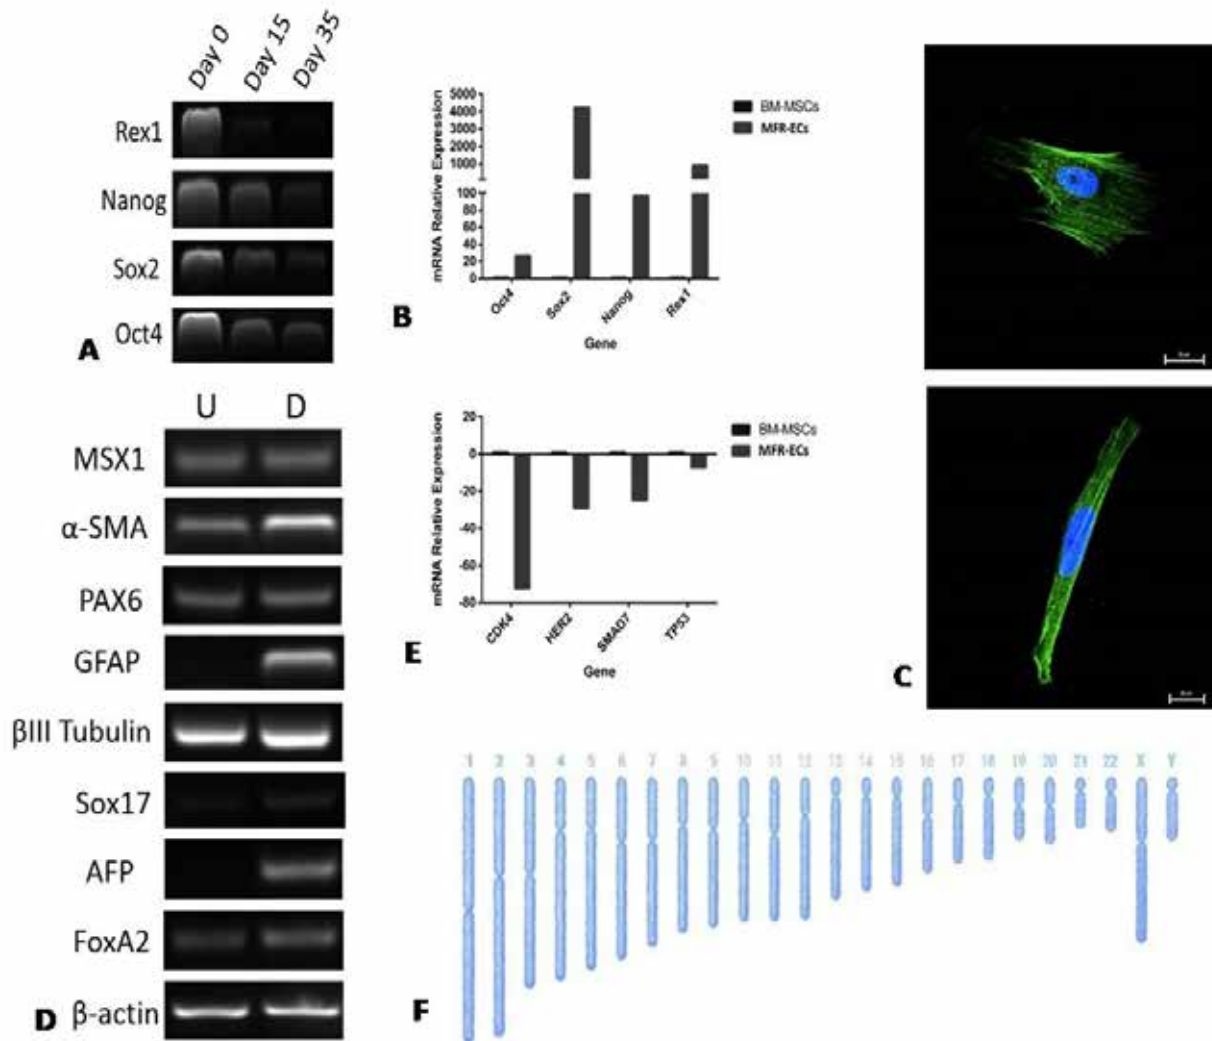 Day 0 Day 15 Day 35
Rex1
Nanog
Sox2
Oct4
A
5000
4000
3000
2000
1000
100
80
60
40
20
0
mRNA Relative Expression
Oct4 Sox2 Nanog Rex1
Gene
BM-MSCs
MFR-ECs
B
C
U D
MSX1
α-SMA
PAX6
GFAP
βIII Tubulin
Sox17
AFP
FoxA2
β-actin
D
20
0
-20
-40
-60
-80
mRNA Relative Expression
CDK4 HER2 SMAD7 TP53
Gene
BM-MSCs
MFR-ECs
E
1 2 3 4 5 6 7 8 9 10 11 12 13 14 15 16 17 18 19 20 21 22 X Y
F